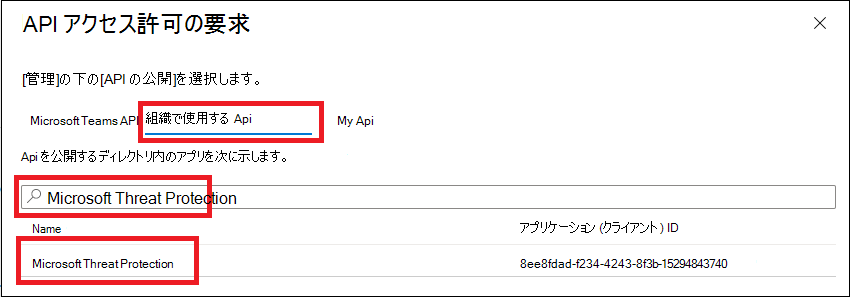 API アクセス許可の要求
[管理]の下の[API の公開]を選択します。
Microsoft Teams API 組織で使用する Api My Api
Api を公開するディレクトリ内のアプリを次に示します。
Microsoft Threat Protection
Name アプリケーション (クライアント) ID
Microsoft Threat Protection 8ee8fdad-f234-4243-8f3b-15294843740